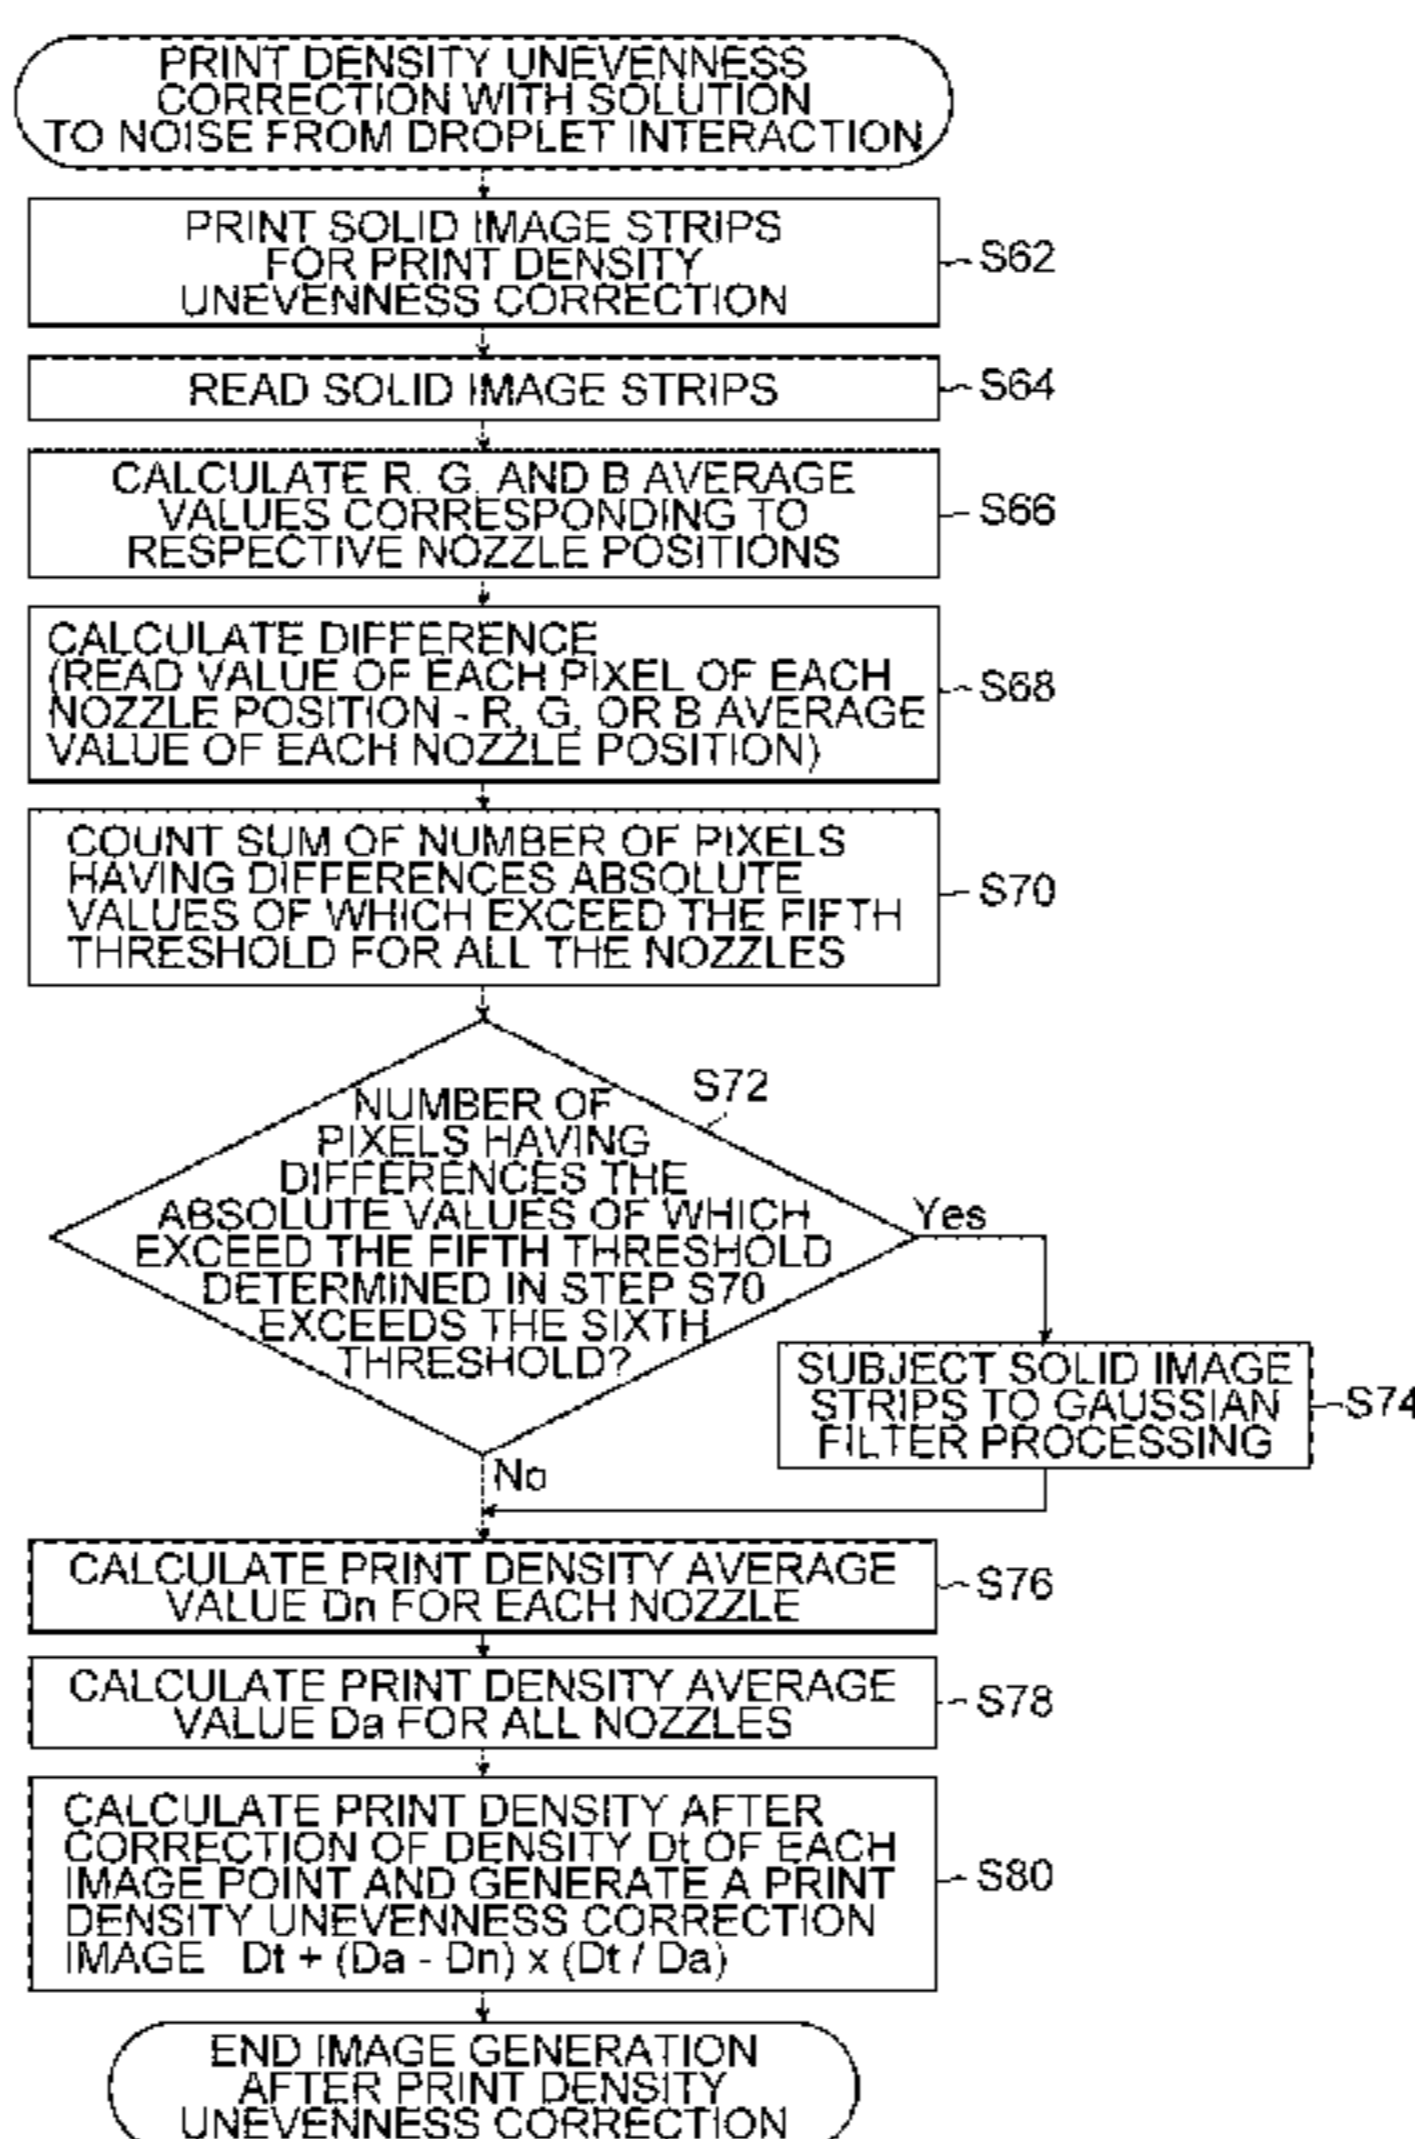 PRINT DENSITY UNEVENNESS
CORRECTION WITH SOLUTION
TO NOISE FROM DROPLET INTERACTION
PRINT SOLID IMAGE STRIPS
FOR PRINT DENSITY
UNEVENNESS CORRECTION
S62
READ SOLID IMAGE STRIPS
S64
CALCULATE R, G, AND B AVERAGE
VALUES CORRESPONDING TO
RESPECTIVE NOZZLE POSITIONS
S66
CALCULATE DIFFERENCE
(READ VALUE OF EACH PIXEL OF EACH
NOZZLE POSITION - R, G, OR B AVERAGE
VALUE OF EACH NOZZLE POSITION)
S68
COUNT SUM OF NUMBER OF PIXELS
HAVING DIFFERENCES ABSOLUTE
VALUES OF WHICH EXCEED THE FIFTH
THRESHOLD FOR ALL THE NOZZLES
S70
S72
NUMBER OF
PIXELS HAVING
DIFFERENCES THE
ABSOLUTE VALUES OF WHICH
EXCEED THE FIFTH THRESHOLD
DETERMINED IN STEP S70
EXCEEDS THE SIXTH
THRESHOLD?
Yes
SUBJECT SOLID IMAGE
STRIPS TO GAUSSIAN
FILTER PROCESSING
S74
No
CALCULATE PRINT DENSITY AVERAGE
VALUE Dn FOR EACH NOZZLE
S76
CALCULATE PRINT DENSITY AVERAGE
VALUE Da FOR ALL NOZZLES
S78
CALCULATE PRINT DENSITY AFTER
CORRECTION OF DENSITY Dt OF EACH
IMAGE POINT AND GENERATE A PRINT
DENSITY UNEVENNESS CORRECTION
IMAGE Dt + (Da - Dn) x (Dt / Da)
S80
END IMAGE GENERATION
AFTER PRINT DENSITY
UNEVENNESS CORRECTION